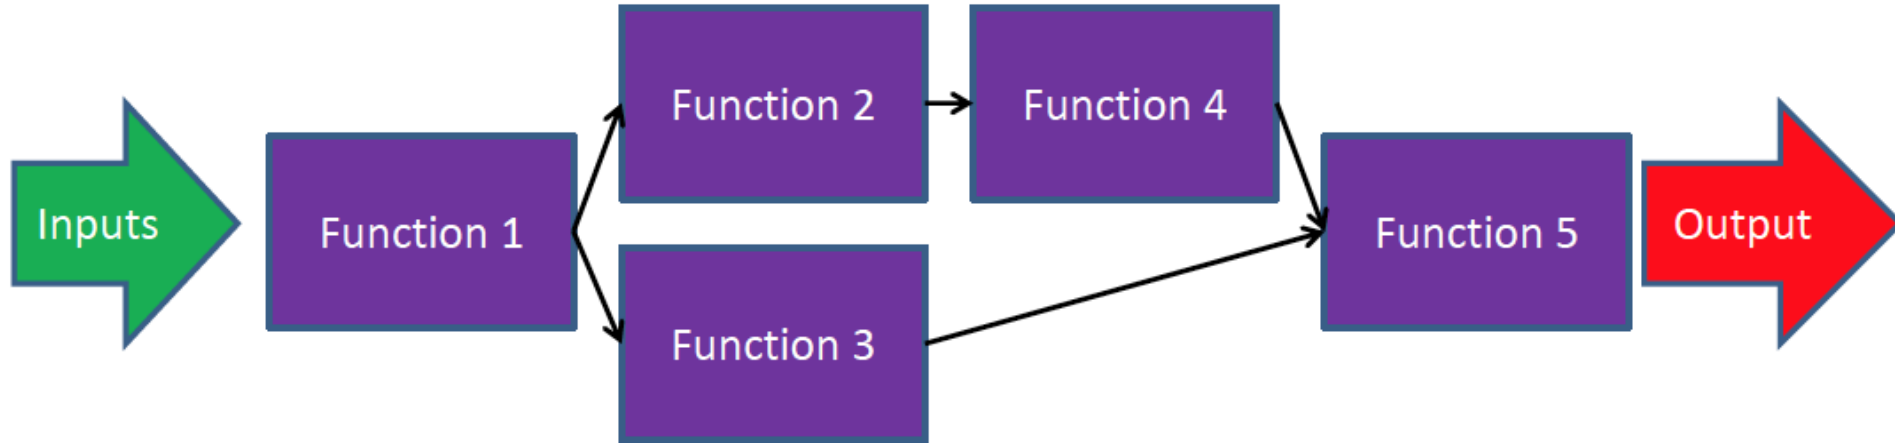 Inputs
Function 1
Function 2
Function 3
Function 4
Function 5
Output